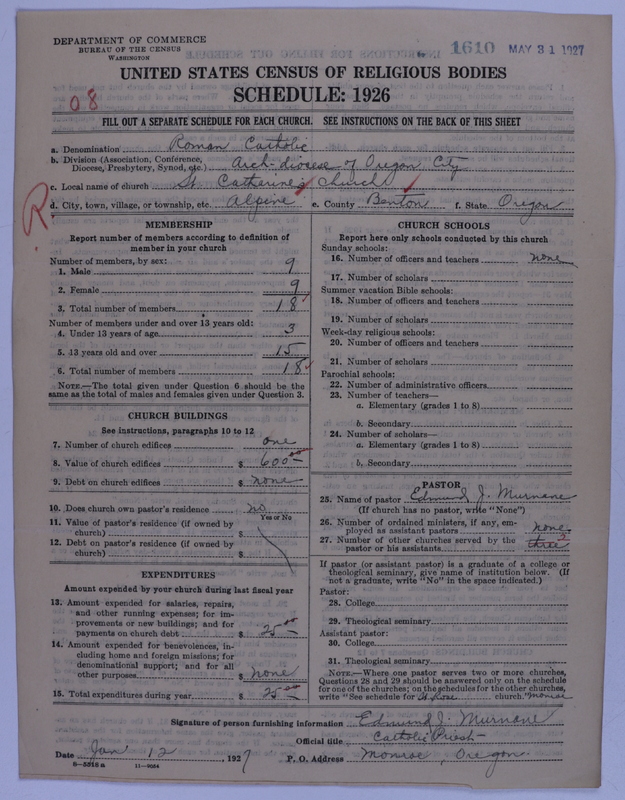 DEPARTMENT OF COMMERCE
BUREAU OF THE CENSUS
WASHINGTON
1610 MAY 31 1927
UNITED STATES CENSUS OF RELIGIOUS BODIES
SCHEDULE: 1926
08
FILL OUT A SEPARATE SCHEDULE FOR EACH CHURCH. SEE INSTRUCTIONS ON THE BACK OF THIS SHEET
a. Denomination Roman Catholic
b. Division (Association, Conference, Diocese, Presbytery, Synod, etc.) Arch-diocese of Oregon City
c. Local name of church St. Catherine's Church
R
d. City, town, village, or township, etc. Alpine e. County Benton f. State Oregon
MEMBERSHIP
Report number of members according to definition of member in your church
Number of members, by sex:
1. Male 9
2. Female 9
3. Total number of members 18
Number of members under and over 13 years old:
4. Under 13 years of age 3
5. 13 years old and over 15
6. Total number of members 18
NOTE.—The total given under Question 6 should be the same as the total of males and females given under Question 3.
CHURCH BUILDINGS
See instructions, paragraphs 10 to 12
7. Number of church edifices one
8. Value of church edifices $ 600 00
9. Debt on church edifices $ none
10. Does church own pastor's residence no
Yes or No
11. Value of pastor's residence (if owned by church) $
12. Debt on pastor's residence (if owned by church) $
EXPENDITURES
Amount expended by your church during last fiscal year
13. Amount expended for salaries, repairs, and other running expenses; for improvements or new buildings; and for payments on church debt $ 25
14. Amount expended for benevolences, including home and foreign missions; for denominational support; and for all other purposes $ none
15. Total expenditures during year $ 25 00
CHURCH SCHOOLS
Report here only schools conducted by this church
Sunday schools:
16. Number of officers and teachers none
17. Number of scholars
Summer vacation Bible schools:
18. Number of officers and teachers
19. Number of scholars
Week-day religious schools:
20. Number of officers and teachers
21. Number of scholars
Parochial schools:
22. Number of administrative officers
23. Number of teachers—
a. Elementary (grades 1 to 8)
b. Secondary
24. Number of scholars—
a. Elementary (grades 1 to 8)
b. Secondary
PASTOR
25. Name of pastor Edmund J. Murnane
(If church has no pastor, write "None")
26. Number of ordained ministers, if any, employed as assistant pastors none
27. Number of other churches served by the pastor or his assistants three
If pastor (or assistant pastor) is a graduate of a college or theological seminary, give name of institution below. (If not a graduate, write "No" in the space indicated.)
Pastor:
28. College
29. Theological seminary
Assistant pastor:
30. College
31. Theological seminary
NOTE.—Where one pastor serves two or more churches, Questions 28 and 29 should be answered only on the schedule for one of the churches; on the schedules for the other churches, write "See schedule for St Rose church." Monroe
Signature of person furnishing information Edmund J. Murnane
Official title Catholic Priest
Date Jan 12, 1927 P. O. Address Monroe, Oregon.
8—5318a 11—9034